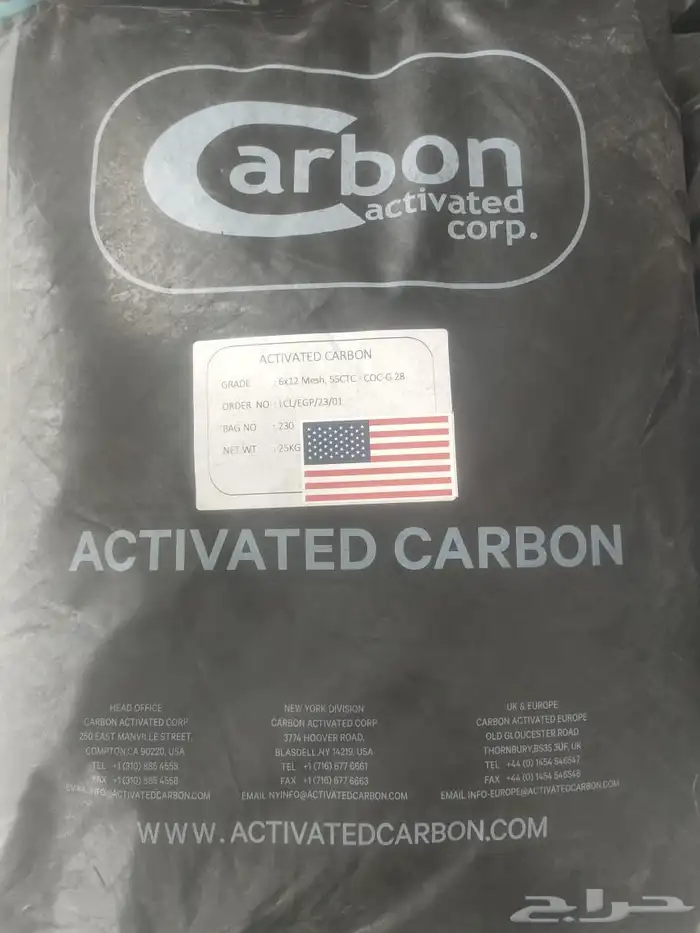 Carbon
activated
corp.
ACTIVATED CARBON
GRADE : 6x12 Mesh, 55CTC - COC-G 28
ORDER NO : LCL/EGP/23/01
BAG NO : 230
NET WT : 25KG
ACTIVATED CARBON
HEAD OFFICE
CARBON ACTIVATED CORP
250 EAST MANVILLE STREET,
COMPTON,CA 90220, USA
TEL +1 (310) 885 4555
FAX +1 (310) 885 4558
EMAIL INFO@ACTIVATEDCARBON.COM
NEW YORK DIVISION
CARBON ACTIVATED CORP
3774 HOOVER ROAD,
BLASDELL,NY 14219, USA
TEL +1 (716) 677 6661
FAX +1 (716) 677 6663
EMAIL NYINFO@ACTIVATEDCARBON.COM
UK & EUROPE
CARBON ACTIVATED EUROPE
OLD GLOUCESTER ROAD
THORNBURY,BS35 3UF, UK
TEL +44 (0) 1454 546547
FAX +44 (0) 1454 546548
EMAIL INFO-EUROPE@ACTIVATEDCARBON.COM
WWW.ACTIVATEDCARBON.COM
حراج